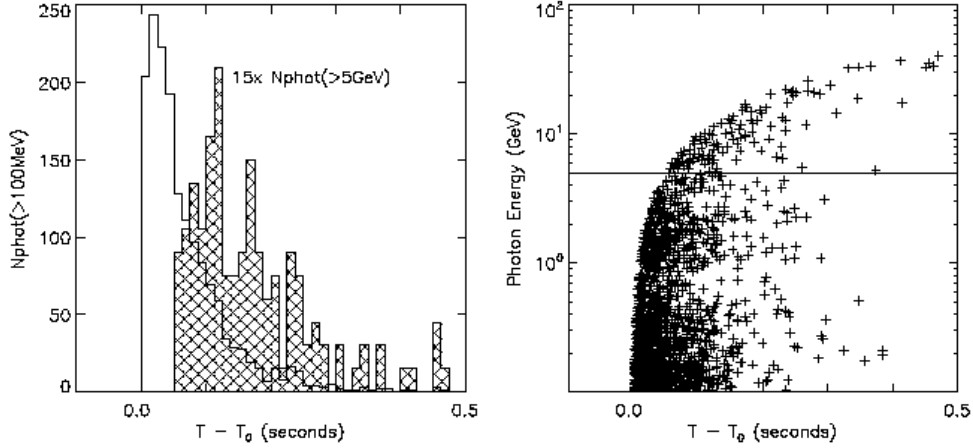 250
200
150
100
50
0
Nphot(>100MeV)
15x Nphot(>5GeV)
0.0
0.5
T − T₀ (seconds)
10²
10¹
10⁰
Photon Energy (GeV)
0.0
0.5
T − T₀ (seconds)